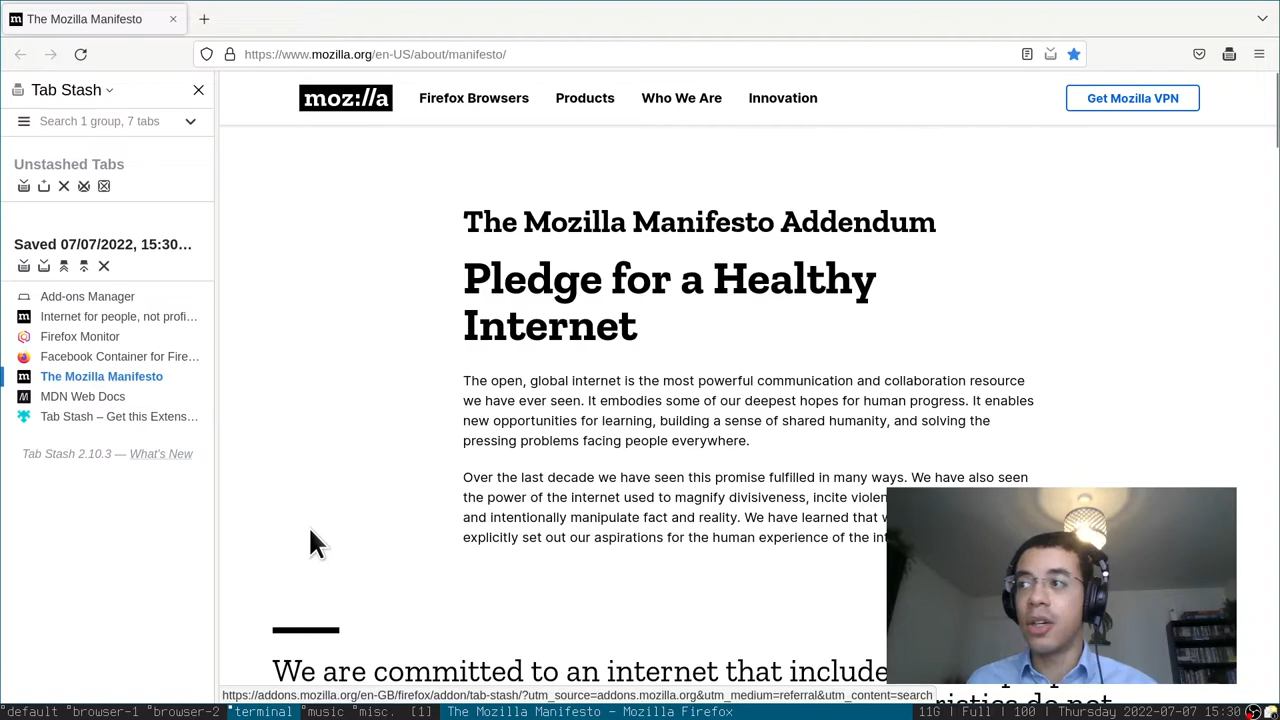 The Mozilla Manifesto
https://www.mozilla.org/en-US/about/manifesto/
Tab Stash
Search 1 group, 7 tabs
Unstashed Tabs
Saved 07/07/2022, 15:30…
Add-ons Manager
Internet for people, not profi…
Firefox Monitor
Facebook Container for Fire…
The Mozilla Manifesto
MDN Web Docs
Tab Stash – Get this Extens…
Tab Stash 2.10.3 — What's New
moz://a
Firefox Browsers
Products
Who We Are
Innovation
Get Mozilla VPN
The Mozilla Manifesto Addendum
Pledge for a Healthy
Internet
The open, global internet is the most powerful communication and collaboration resource
we have ever seen. It embodies some of our deepest hopes for human progress. It enables
new opportunities for learning, building a sense of shared humanity, and solving the
pressing problems facing people everywhere.
Over the last decade we have seen this promise fulfilled in many ways. We have also seen
the power of the internet used to magnify divisiveness, incite
and intentionally manipulate fact and reality. We have learned that
explicitly set out our aspirations for the human experience of the
We are committed to an internet that include
https://addons.mozilla.org/en-GB/firefox/addon/tab-stash/?utm_source=addons.mozilla.org&utm_medium=referral&utm_content=search
do not
°default °browser-1 °browser-2 °terminal °music °misc. [1] The Mozilla Manifesto — Mozilla Firefox 11G | Full | 100 | Thursday 2022-07-07 15:30